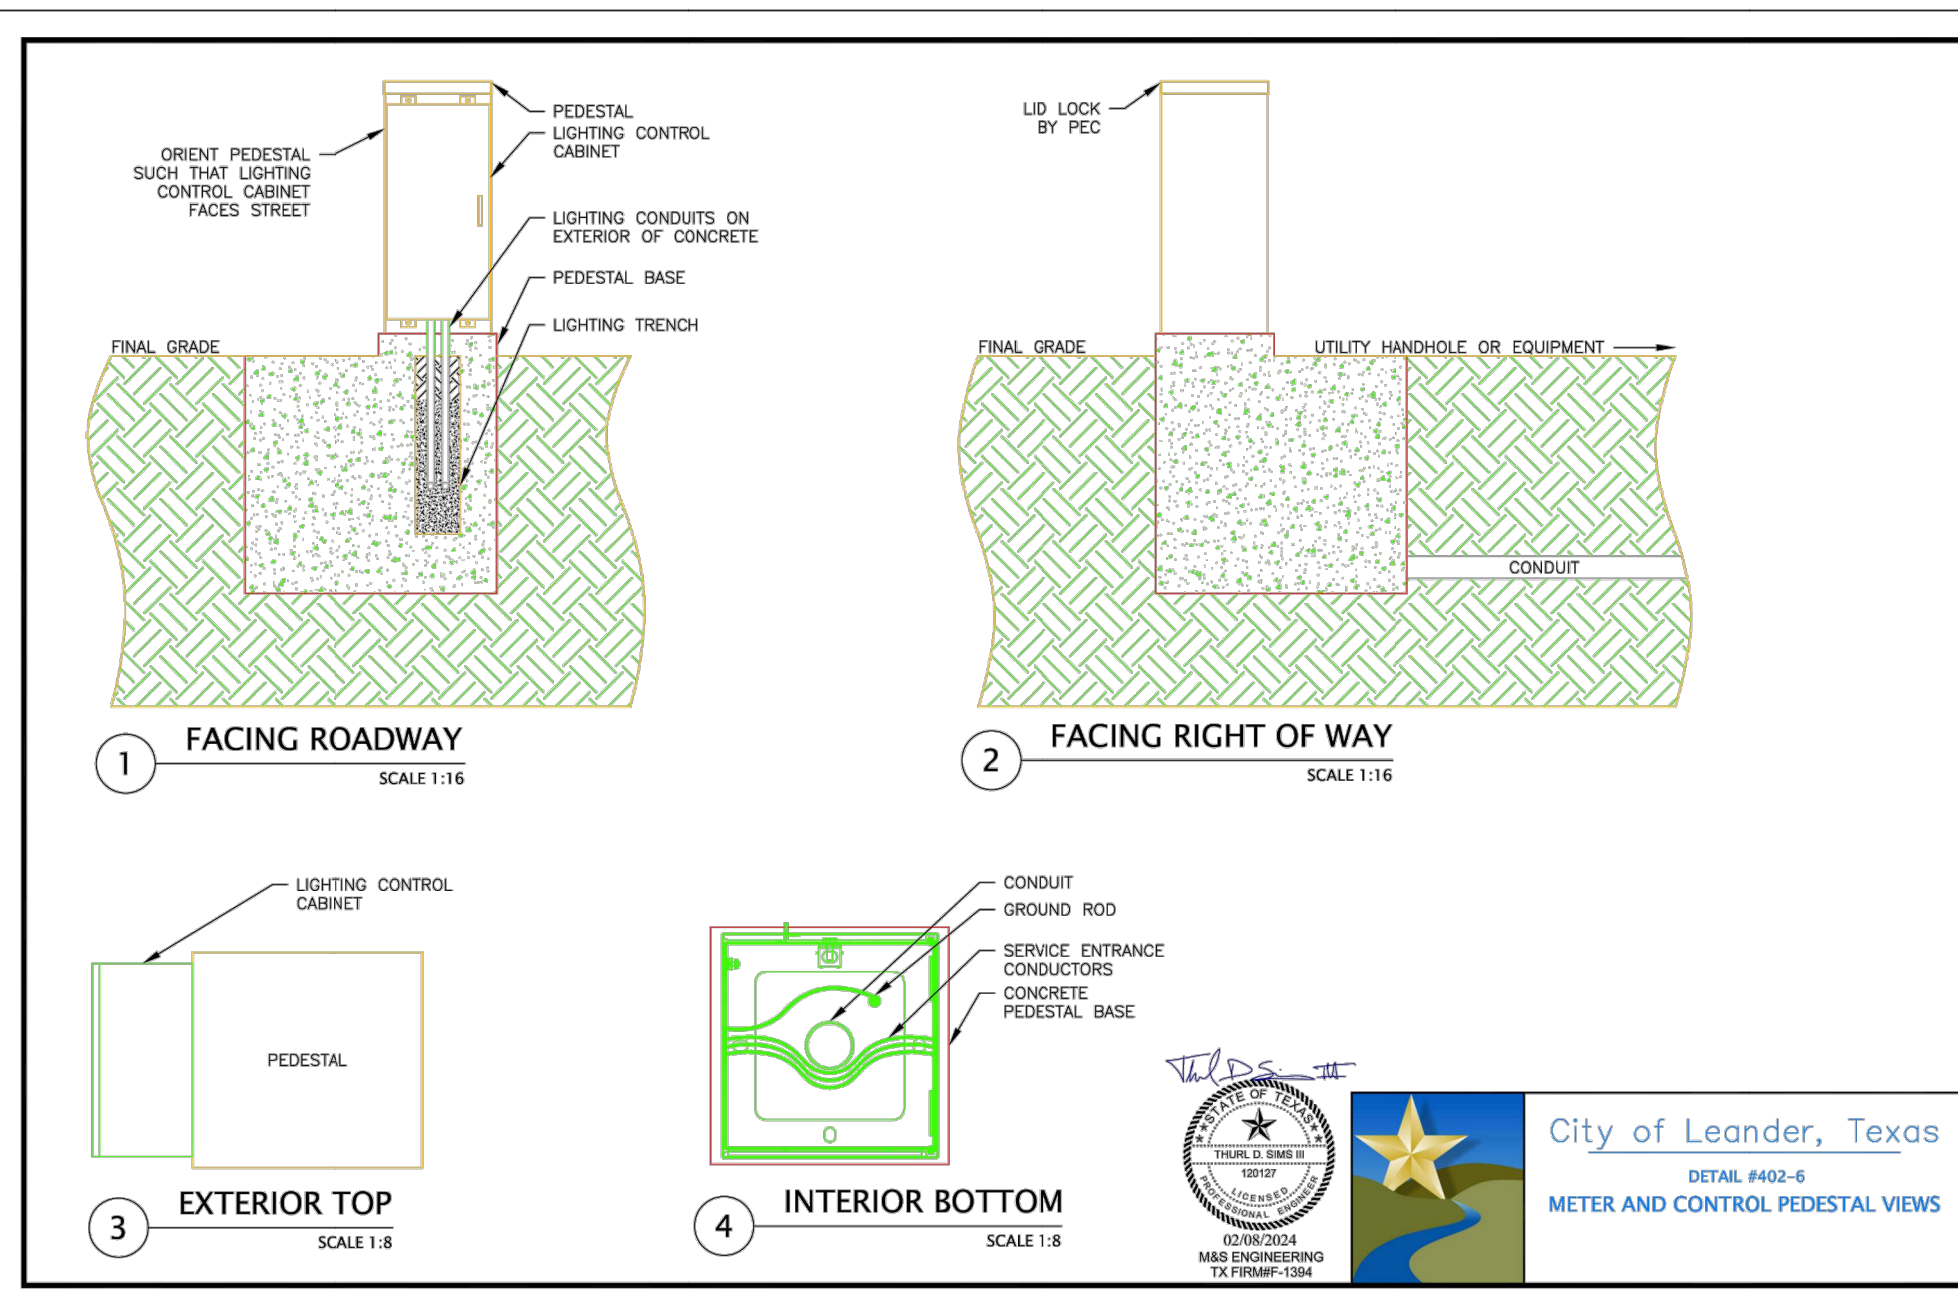 PEDESTAL
LIGHTING CONTROL
CABINET
ORIENT PEDESTAL
SUCH THAT LIGHTING
CONTROL CABINET
FACES STREET
LIGHTING CONDUITS ON
EXTERIOR OF CONCRETE
PEDESTAL BASE
LIGHTING TRENCH
FINAL GRADE
1
FACING ROADWAY
SCALE 1:16
LID LOCK
BY PEC
FINAL GRADE
UTILITY HANDHOLE OR EQUIPMENT
CONDUIT
2
FACING RIGHT OF WAY
SCALE 1:16
LIGHTING CONTROL
CABINET
PEDESTAL
3
EXTERIOR TOP
SCALE 1:8
CONDUIT
GROUND ROD
SERVICE ENTRANCE
CONDUCTORS
CONCRETE
PEDESTAL BASE
4
INTERIOR BOTTOM
SCALE 1:8
Thurl D Sims III
STATE OF TEXAS
THURL D. SIMS III
120127
LICENSED
PROFESSIONAL ENGINEER
02/08/2024
M&S ENGINEERING
TX FIRM#F-1394
City of Leander, Texas
DETAIL #402-6
METER AND CONTROL PEDESTAL VIEWS